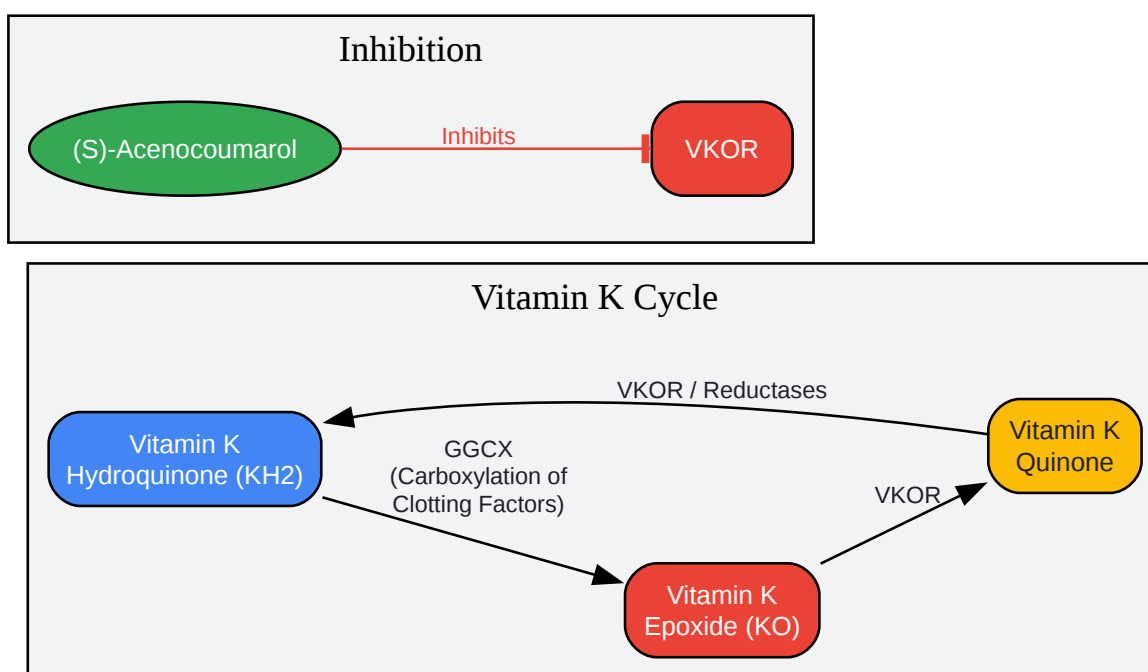 Inhibition
(S)-Acenocoumarol
Inhibits
VKOR
Vitamin K Cycle
VKOR / Reductases
Vitamin K
Hydroquinone (KH2)
GGCX
(Carboxylation of
Clotting Factors)
Vitamin K
Quinone
VKOR
Vitamin K
Epoxide (KO)